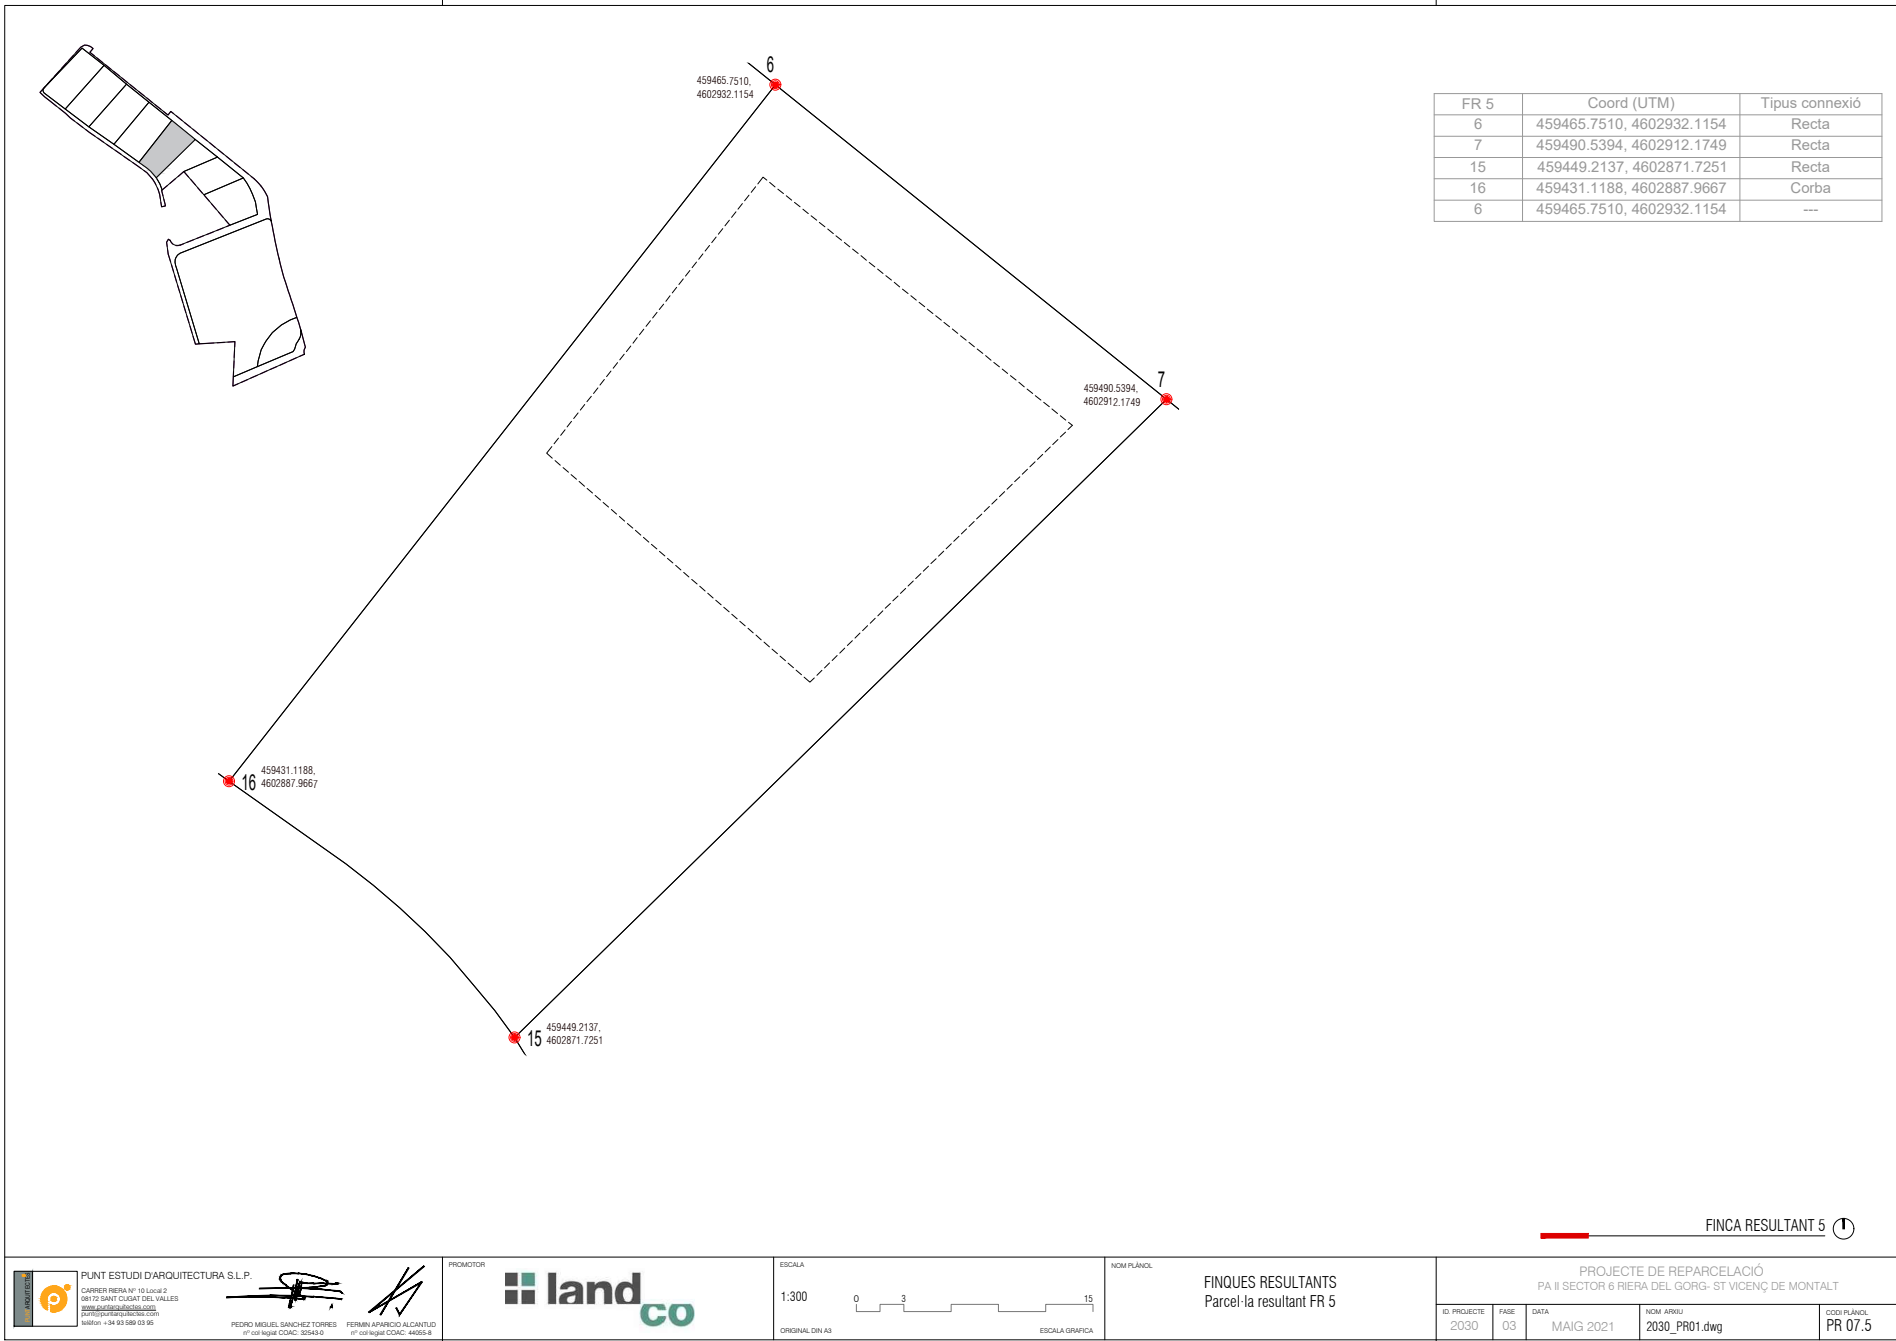 6
459465.7510,
4602932.1154
FR 5 Coord (UTM) Tipus connexió
6 459465.7510, 4602932.1154 Recta
7 459490.5394, 4602912.1749 Recta
15 459449.2137, 4602871.7251 Recta
16 459431.1188, 4602887.9667 Corba
6 459465.7510, 4602932.1154 ---
7
459490.5394,
4602912.1749
16
459431.1188,
4602887.9667
15
459449.2137,
4602871.7251
FINCA RESULTANT 5
PUNT ESTUDI D'ARQUITECTURA S.L.P.
CARRER RIERA Nº 10 Local 2
08172 SANT CUGAT DEL VALLES
www.puntarquitectes.com
punt@puntarquitectes.com
telèfon +34 93 589 03 95
PEDRO MIGUEL SANCHEZ TORRES
nº col·legiat COAC: 32543-0
FERMIN APARICIO ALCANTUD
nº col·legiat COAC: 44055-8
PROMOTOR
land
co
ESCALA
1:300
0 3 15
ORIGINAL DIN A3
ESCALA GRAFICA
NOM PLÀNOL
FINQUES RESULTANTS
Parcel·la resultant FR 5
PROJECTE DE REPARCELACIÓ
PA II SECTOR 6 RIERA DEL GORG- ST VICENÇ DE MONTALT
ID. PROJECTE FASE DATA NOM ARXIU CODI PLÀNOL
2030 03 MAIG 2021 2030_PR01.dwg PR 07.5